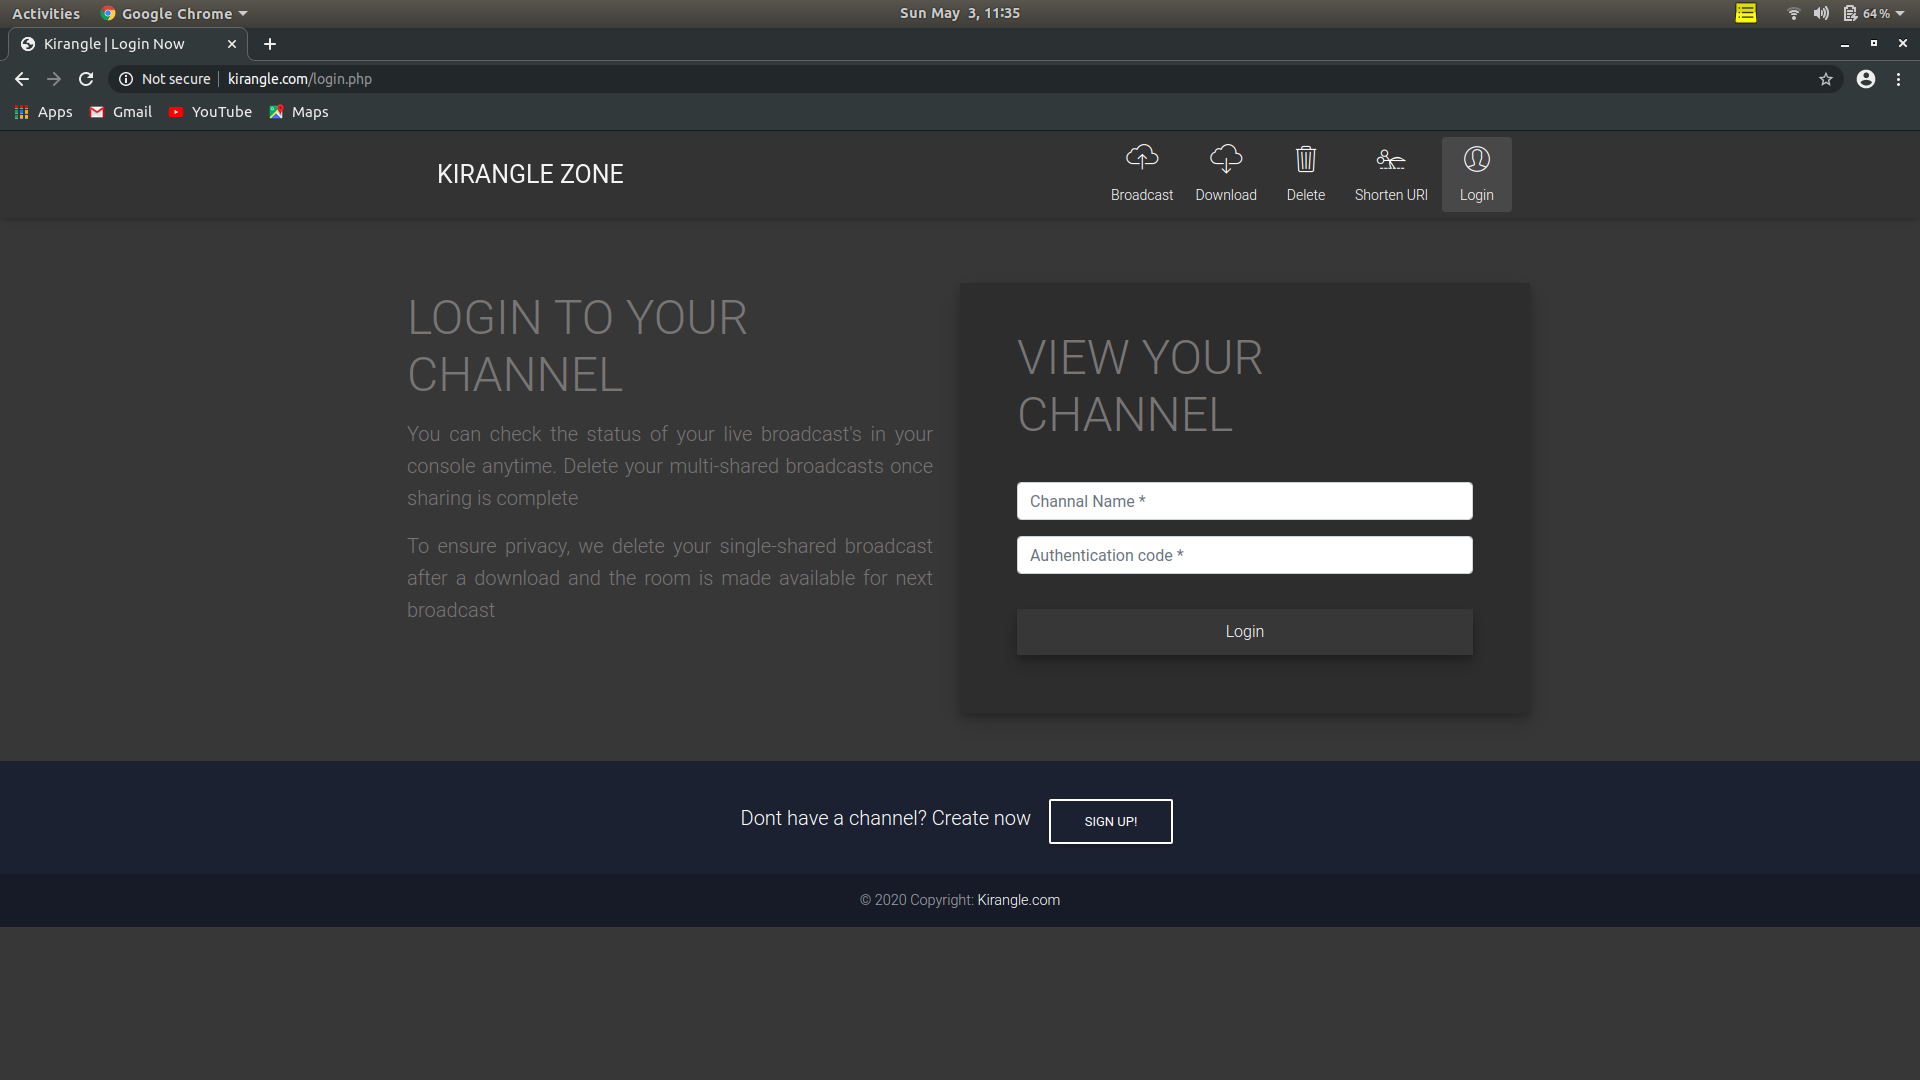 Activities
Google Chrome
Sun May 3, 11:35
64 %
Kirangle | Login Now
Not secure
kirangle.com/login.php
Apps
Gmail
YouTube
Maps
KIRANGLE ZONE
Broadcast
Download
Delete
Shorten URl
Login
LOGIN TO YOUR
CHANNEL
You can check the status of your live broadcast's in your
console anytime. Delete your multi-shared broadcasts once
sharing is complete
To ensure privacy, we delete your single-shared broadcast
after a download and the room is made available for next
broadcast
VIEW YOUR
CHANNEL
Channal Name *
Authentication code *
Login
Dont have a channel? Create now
SIGN UP!
© 2020 Copyright: Kirangle.com